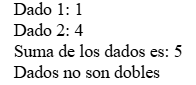 Dado 1: 1
Dado 2: 4
Suma de los dados es: 5
Dados no son dobles